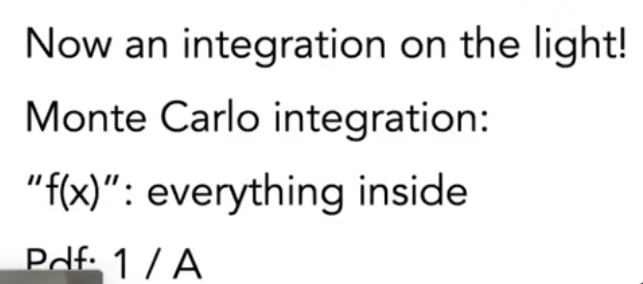 Now an integration on the light!
Monte Carlo integration:
“f(x)”: everything inside
Pdf: 1 / A